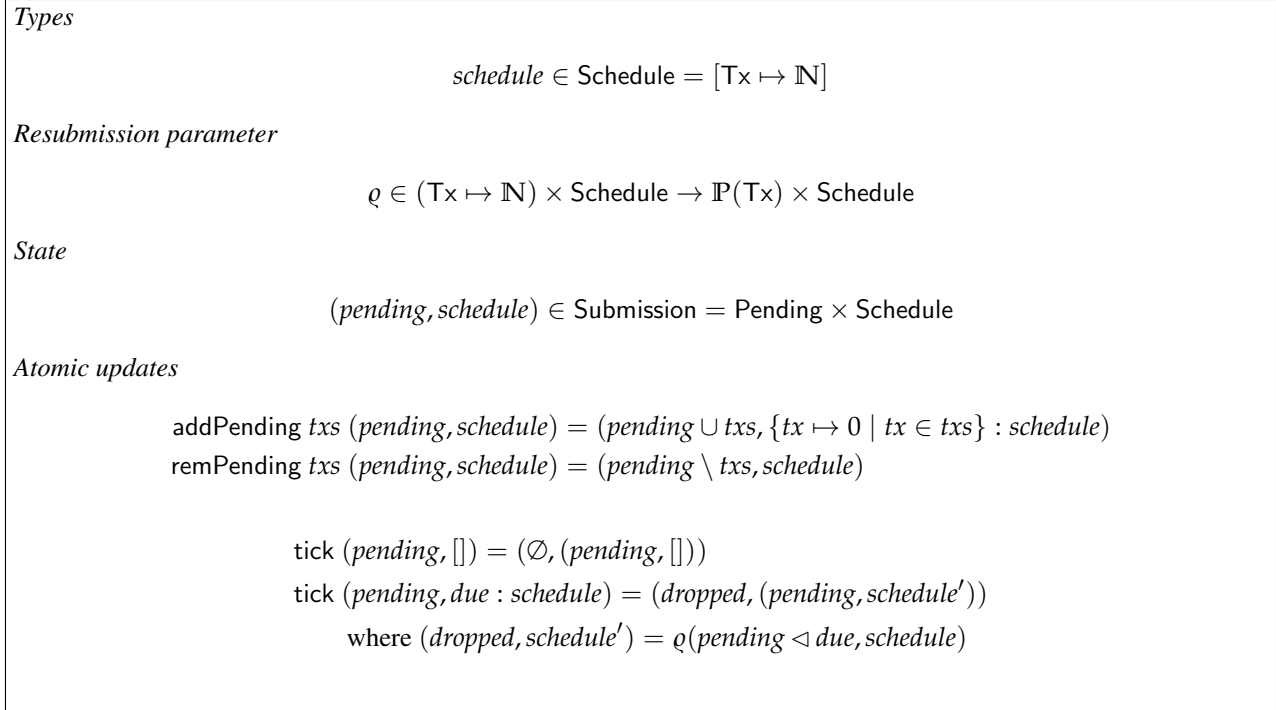 Types
schedule ∈ Schedule = [Tx ↦ ℕ]
Resubmission parameter
ϱ ∈ (Tx ↦ ℕ) × Schedule → ℙ(Tx) × Schedule
State
(pending, schedule) ∈ Submission = Pending × Schedule
Atomic updates
addPending txs (pending, schedule) = (pending ∪ txs, {tx ↦ 0 | tx ∈ txs} : schedule)
remPending txs (pending, schedule) = (pending \ txs, schedule)
tick (pending, []) = (∅, (pending, []))
tick (pending, due : schedule) = (dropped, (pending, schedule′))
where (dropped, schedule′) = ϱ(pending ◁ due, schedule)